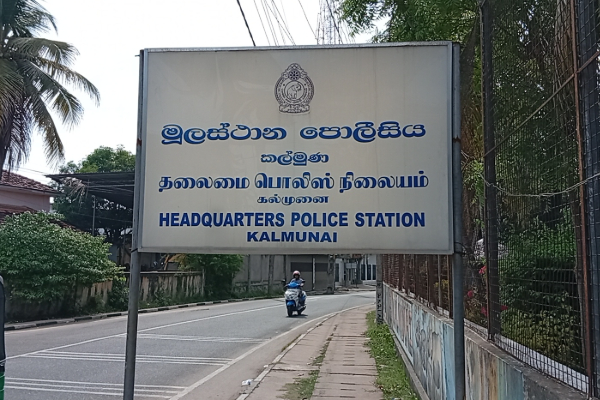 මූලස්ථාන පොලීසිය
කල්මුණ
தலைமை பொலிஸ் நிலையம்
கல்முனை
HEADQUARTERS POLICE STATION
KALMUNAI